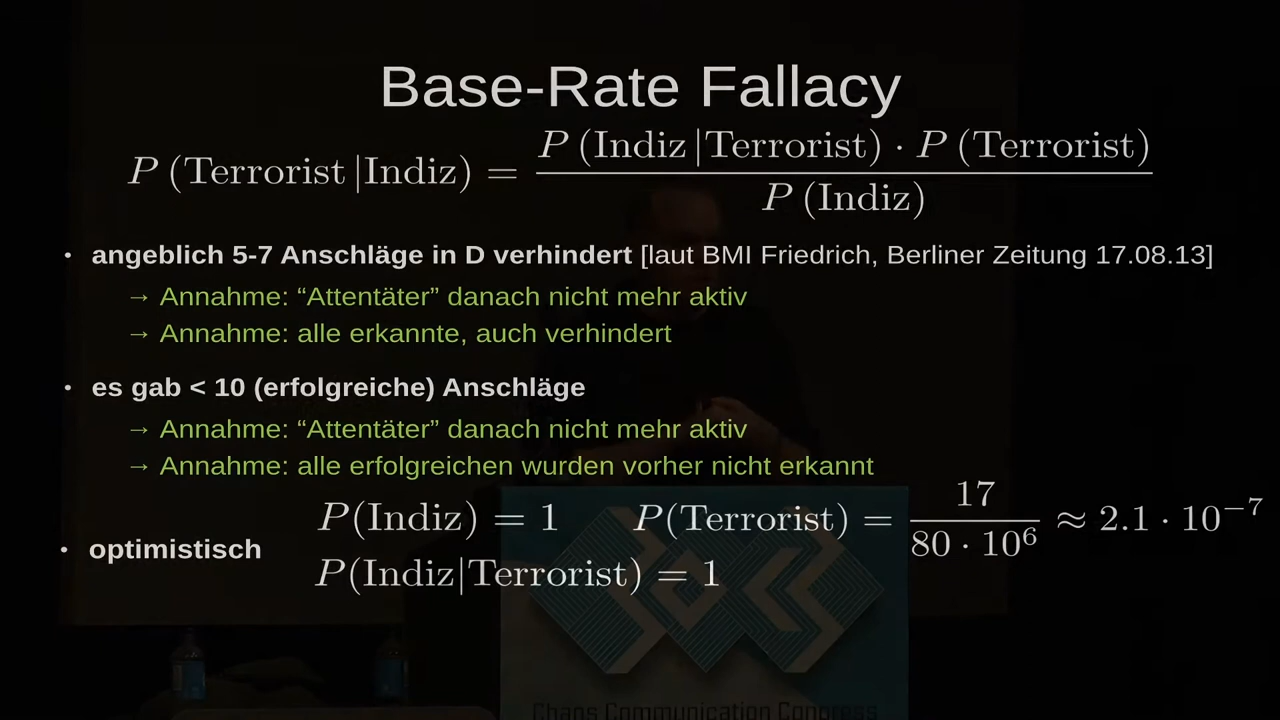 Base-Rate Fallacy
P (Terrorist |Indiz) = P (Indiz |Terrorist) · P (Terrorist) / P (Indiz)
• angeblich 5-7 Anschläge in D verhindert [laut BMI Friedrich, Berliner Zeitung 17.08.13]
→ Annahme: “Attentäter” danach nicht mehr aktiv
→ Annahme: alle erkannte, auch verhindert
• es gab < 10 (erfolgreiche) Anschläge
→ Annahme: “Attentäter” danach nicht mehr aktiv
→ Annahme: alle erfolgreichen wurden vorher nicht erkannt
• optimistisch
P(Indiz) = 1 P(Terrorist) = 17 / 80 · 10⁶ ≈ 2.1 · 10⁻⁷
P(Indiz|Terrorist) = 1
Chaos Communication Congress